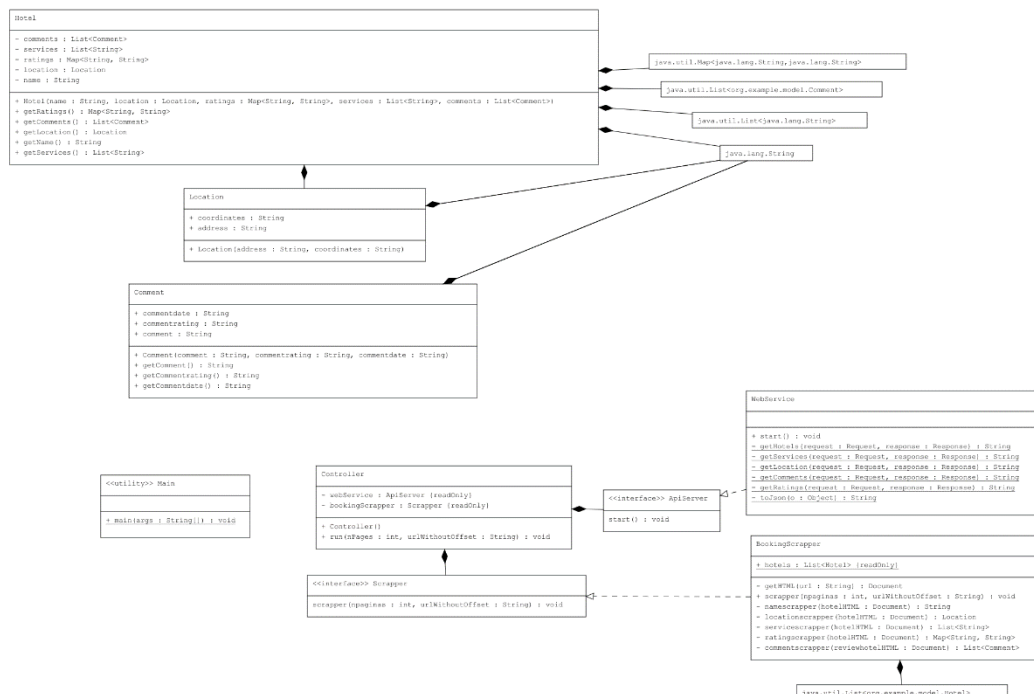 Hotel
- comments : List<Comment>
- services : List<String>
- ratings : Map<String, String>
- location : Location
- name : String
+ Hotel(name : String, location : Location, ratings : Map<String, String>, services : List<String>, comments : List<Comment>)
+ getRatings() : Map<String, String>
+ getComments() : List<Comment>
+ getLocation() : Location
+ getName() : String
+ getServices() : List<String>
java.util.Map<java.lang.String,java.lang.String>
java.util.List<org.example.model.Comment>
java.util.List<java.lang.String>
java.lang.String
Location
+ coordinates : String
+ address : String
+ Location(address : String, coordinates : String)
Comment
+ commentdate : String
+ commentrating : String
+ comment : String
+ Comment(comment : String, commentrating : String, commentdate : String)
+ getComment() : String
+ getCommentrating() : String
+ getCommentdate() : String
WebService
+ start() : void
- getHotels(request : Request, response : Response) : String
- getServices(request : Request, response : Response) : String
- getLocation(request : Request, response : Response) : String
- getComments(request : Request, response : Response) : String
- getRatings(request : Request, response : Response) : String
- toJson(o : Object) : String
<<utility>> Main
+ main(args : String[]) : void
Controller
- webService : ApiServer {readOnly}
- bookingScrapper : Scrapper {readOnly}
+ Controller()
+ run(nPages : int, urlWithoutOffset : String) : void
<<interface>> ApiServer
start() : void
<<interface>> Scrapper
scrapper(npaginas : int, urlWithoutOffset : String) : void
BookingScrapper
+ hotels : List<Hotel> {readOnly}
- getHTML(url : String) : Document
+ scrapper(npaginas : int, urlWithoutOffset : String) : void
- namescrapper(hotelHTML : Document) : String
- locationscrapper(hotelHTML : Document) : Location
- servicescrapper(hotelHTML : Document) : List<String>
- ratingscrapper(hotelHTML : Document) : Map<String, String>
- commentscrapper(reviewhotelHTML : Document) : List<Comment>
java.util.List<org.example.model.Hotel>